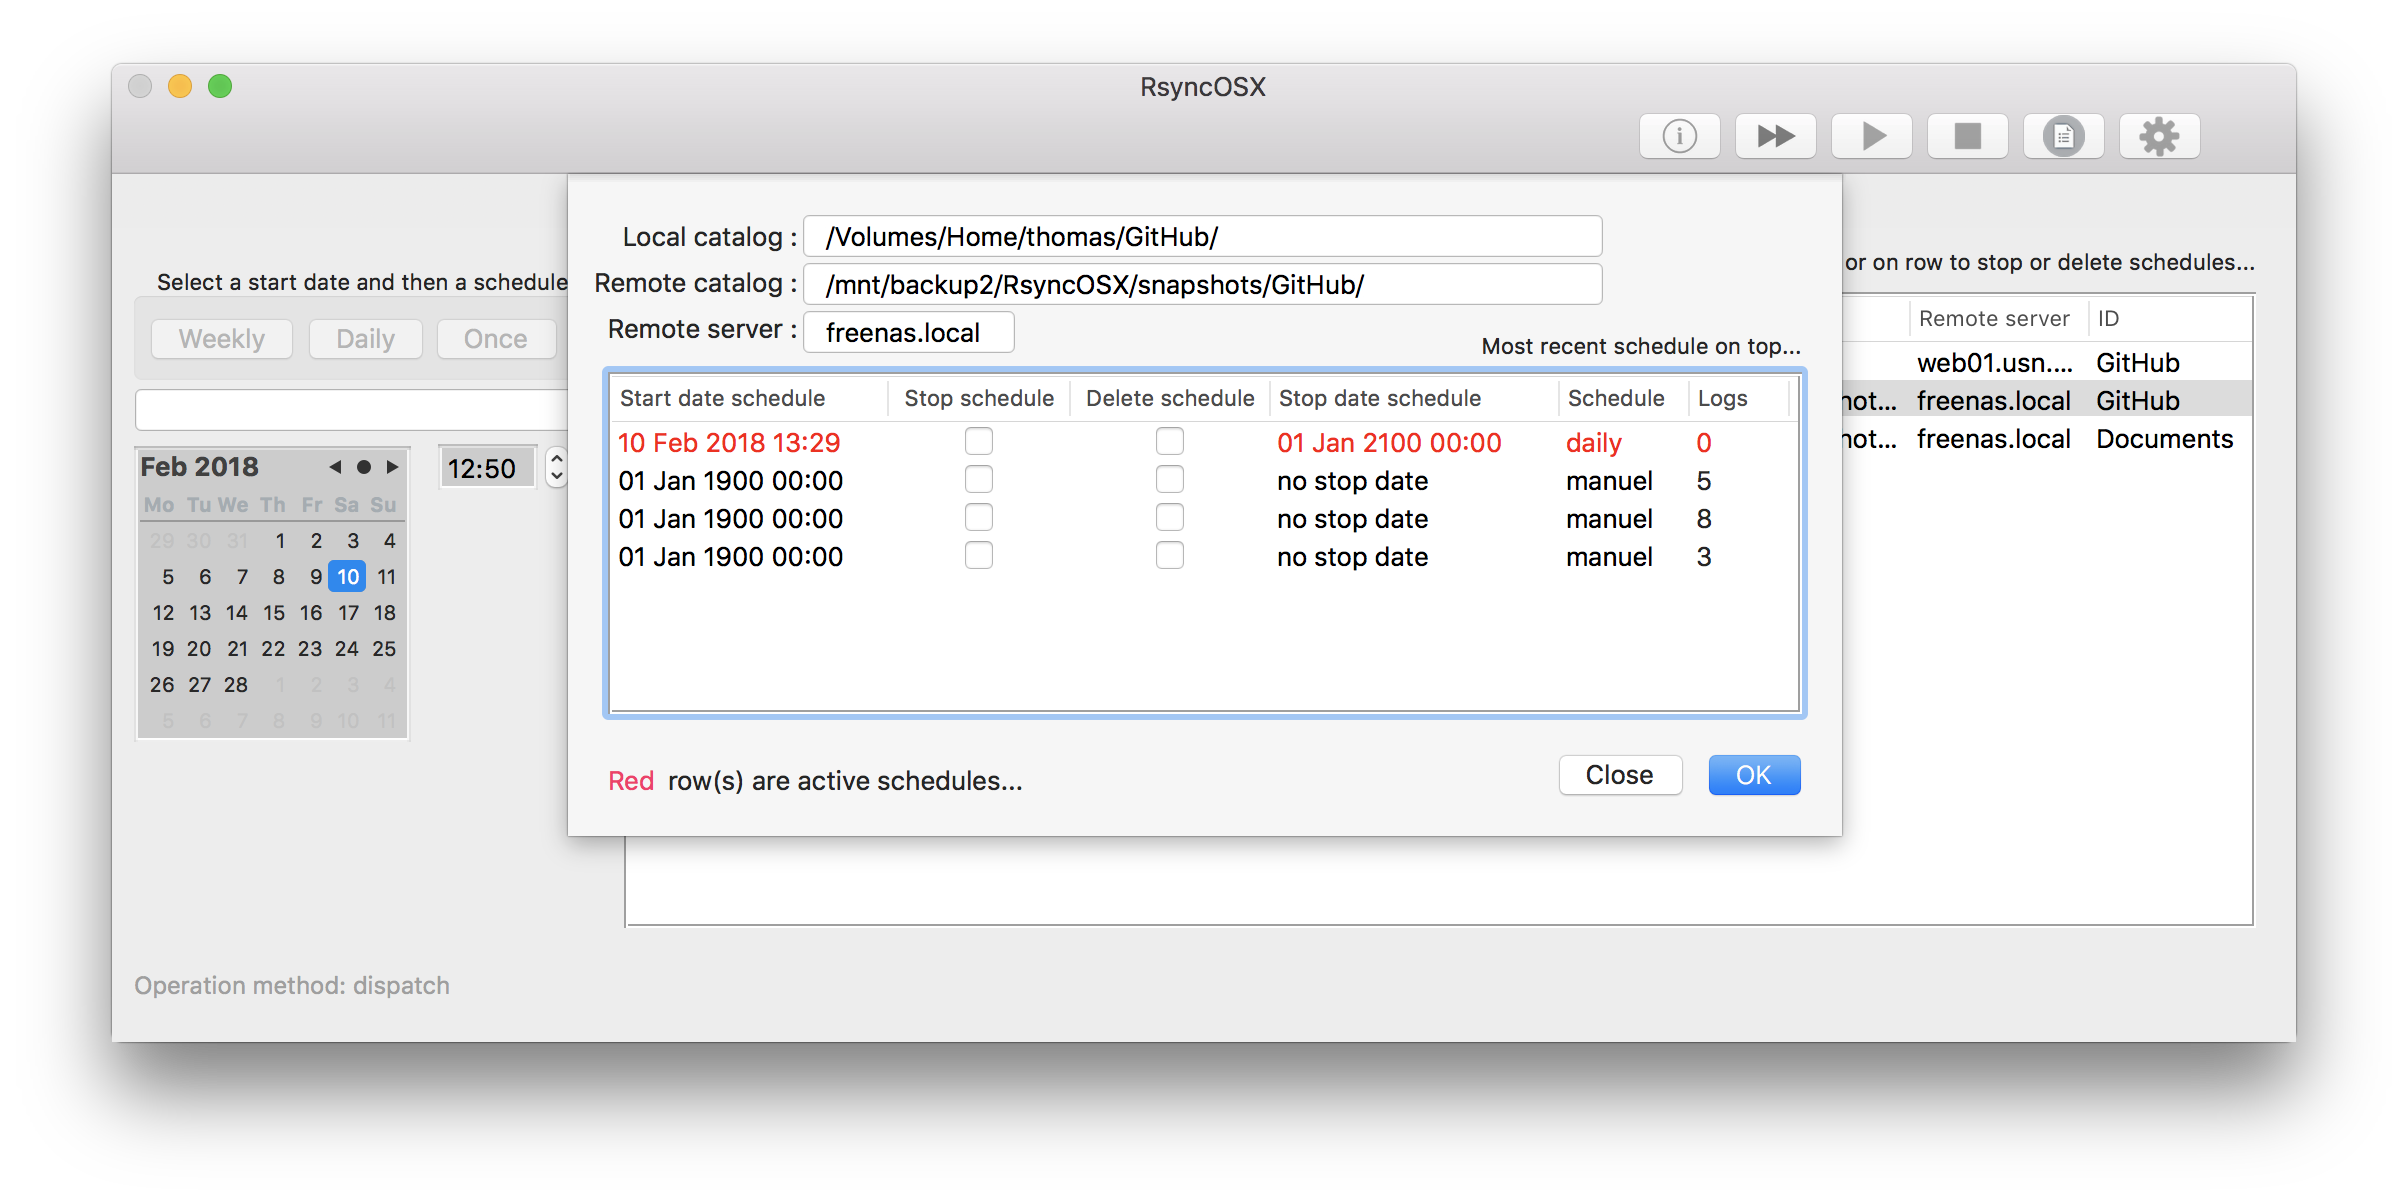 RsyncOSX
Select a start date and then a schedule
Weekly Daily Once
Feb 2018
12:50
Mo Tu We Th Fr Sa Su
29 30 31 1 2 3 4
5 6 7 8 9 10 11
12 13 14 15 16 17 18
19 20 21 22 23 24 25
26 27 28 1 2 3 4
5 6 7 8 9 10 11
Operation method: dispatch
Local catalog : /Volumes/Home/thomas/GitHub/
Remote catalog : /mnt/backup2/RsyncOSX/snapshots/GitHub/
Remote server : freenas.local
Most recent schedule on top...
Start date schedule Stop schedule Delete schedule Stop date schedule Schedule Logs
10 Feb 2018 13:29 01 Jan 2100 00:00 daily 0
01 Jan 1900 00:00 no stop date manuel 5
01 Jan 1900 00:00 no stop date manuel 8
01 Jan 1900 00:00 no stop date manuel 3
Red row(s) are active schedules...
Close OK
or on row to stop or delete schedules...
Remote server ID
web01.usn.... GitHub
not... freenas.local GitHub
not... freenas.local Documents